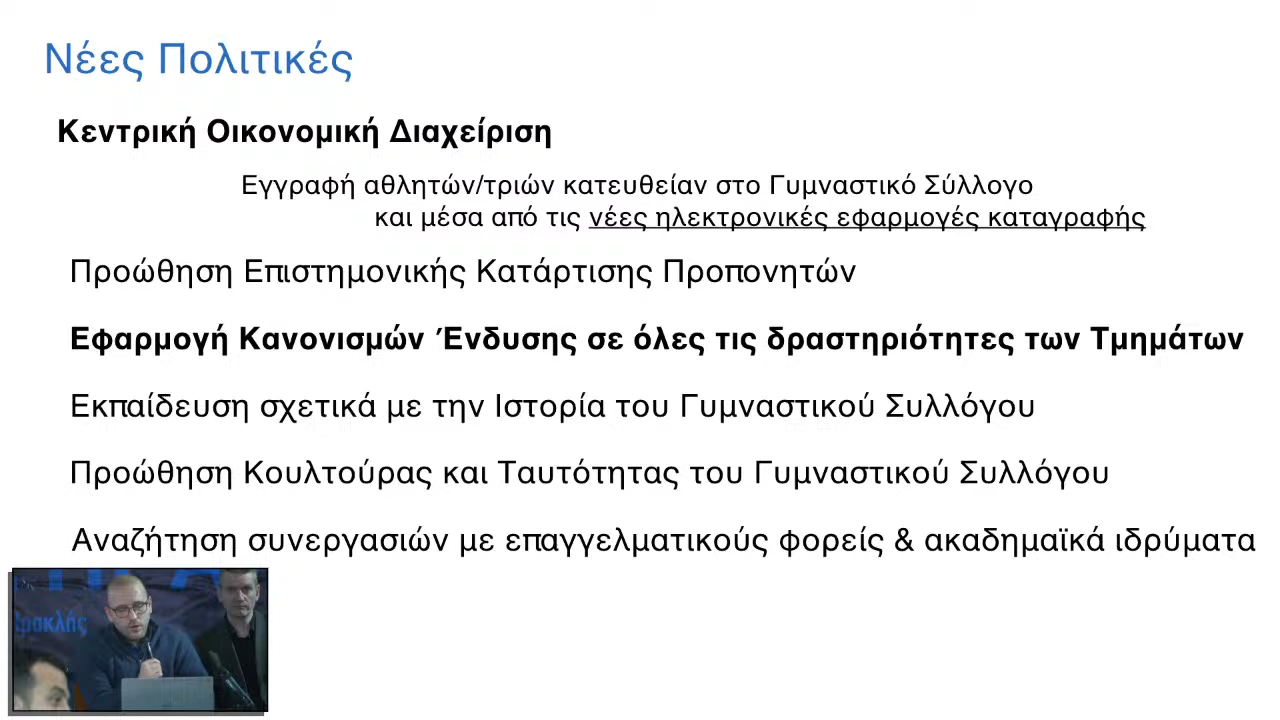 Νέες Πολιτικές
Κεντρική Οικονομική Διαχείριση
Εγγραφή αθλητών/τριών κατευθείαν στο Γυμναστικό Σύλλογο
και μέσα από τις νέες ηλεκτρονικές εφαρμογές καταγραφής
Προώθηση Επιστημονικής Κατάρτισης Προπονητών
Εφαρμογή Κανονισμών Ένδυσης σε όλες τις δραστηριότητες των Τμημάτων
Εκπαίδευση σχετικά με την Ιστορία του Γυμναστικού Συλλόγου
Προώθηση Κουλτούρας και Ταυτότητας του Γυμναστικού Συλλόγου
Αναζήτηση συνεργασιών με επαγγελματικούς φορείς & ακαδημαϊκά ιδρύματα